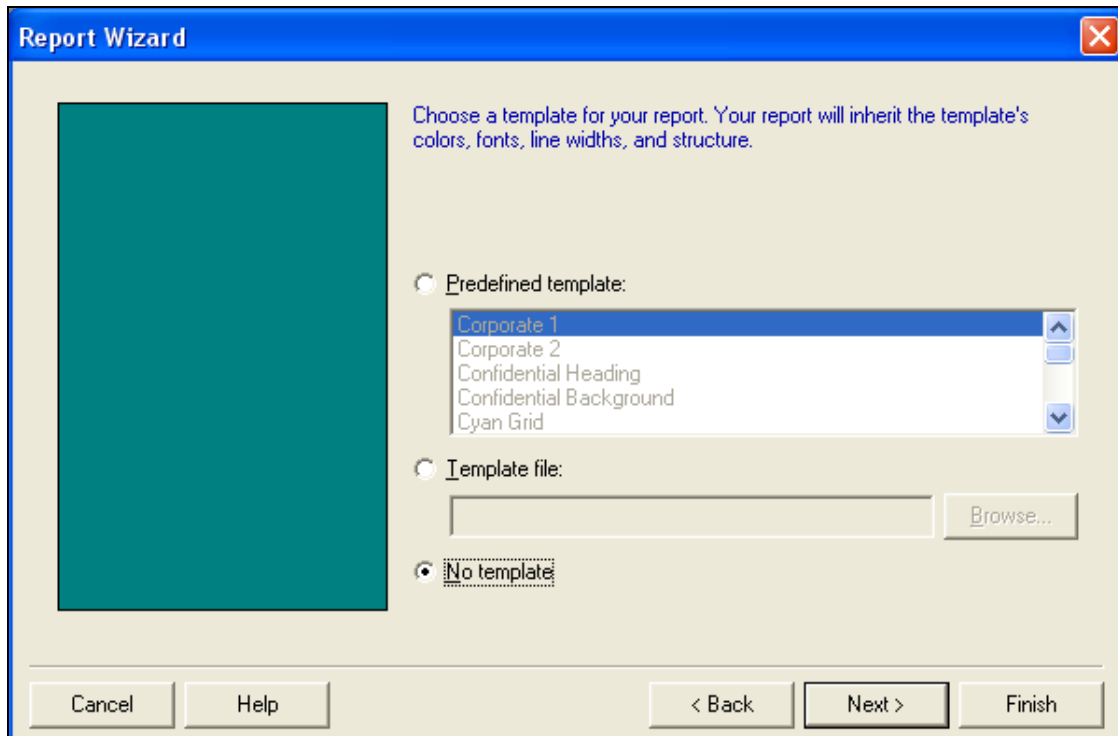 Report Wizard
Choose a template for your report. Your report will inherit the template's
colors, fonts, line widths, and structure.
Predefined template:
Corporate 1
Corporate 2
Confidential Heading
Confidential Background
Cyan Grid
Template file:
Browse...
No template
Cancel
Help
< Back
Next >
Finish